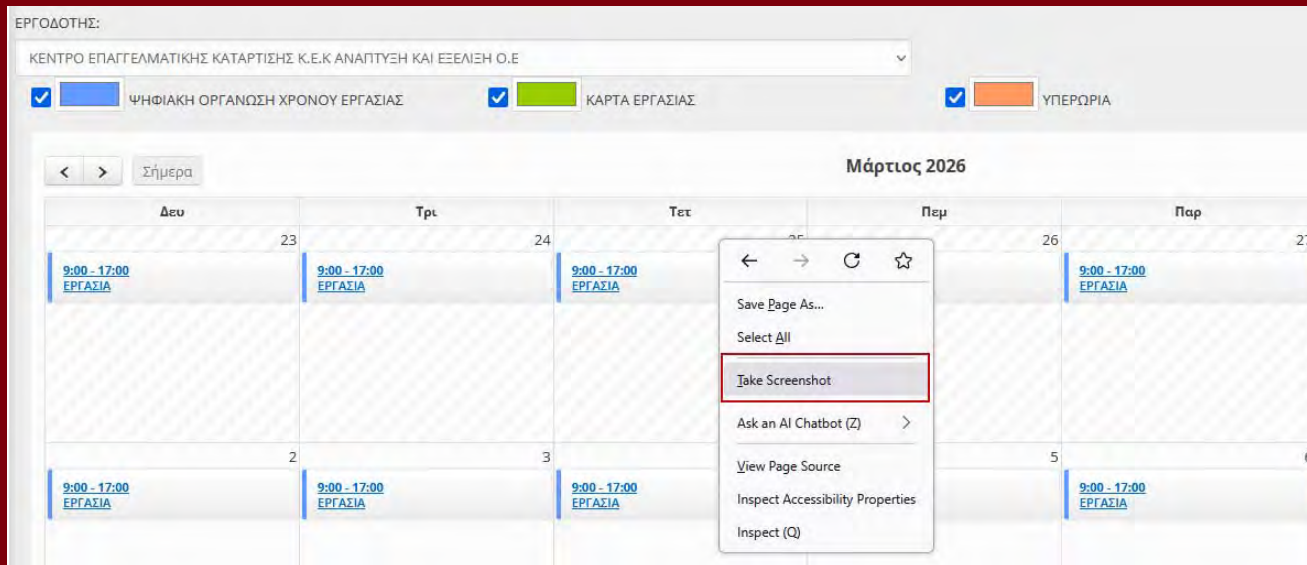 ΕΡΓΟΔΟΤΗΣ:
ΚΕΝΤΡΟ ΕΠΑΓΓΕΛΜΑΤΙΚΗΣ ΚΑΤΑΡΤΙΣΗΣ Κ.Ε.Κ ΑΝΑΠΤΥΞΗ ΚΑΙ ΕΞΕΛΙΞΗ Ο.Ε
ΨΗΦΙΑΚΗ ΟΡΓΑΝΩΣΗ ΧΡΟΝΟΥ ΕΡΓΑΣΙΑΣ ΚΑΡΤΑ ΕΡΓΑΣΙΑΣ ΥΠΕΡΩΡΙΑ
Σήμερα Μάρτιος 2026
Δευ Τρι Τετ Πεμ Παρ
23 24 25 26 27
9:00 - 17:00 9:00 - 17:00 9:00 - 17:00 9:00 - 17:00
ΕΡΓΑΣΙΑ ΕΡΓΑΣΙΑ ΕΡΓΑΣΙΑ ΕΡΓΑΣΙΑ
Save Page As...
Select All
Take Screenshot
Ask an AI Chatbot (Z)
2 3 5 6
View Page Source
9:00 - 17:00 9:00 - 17:00 9:00 - 17:00 9:00 - 17:00
ΕΡΓΑΣΙΑ ΕΡΓΑΣΙΑ ΕΡΓΑΣΙΑ ΕΡΓΑΣΙΑ
Inspect Accessibility Properties
Inspect (Q)